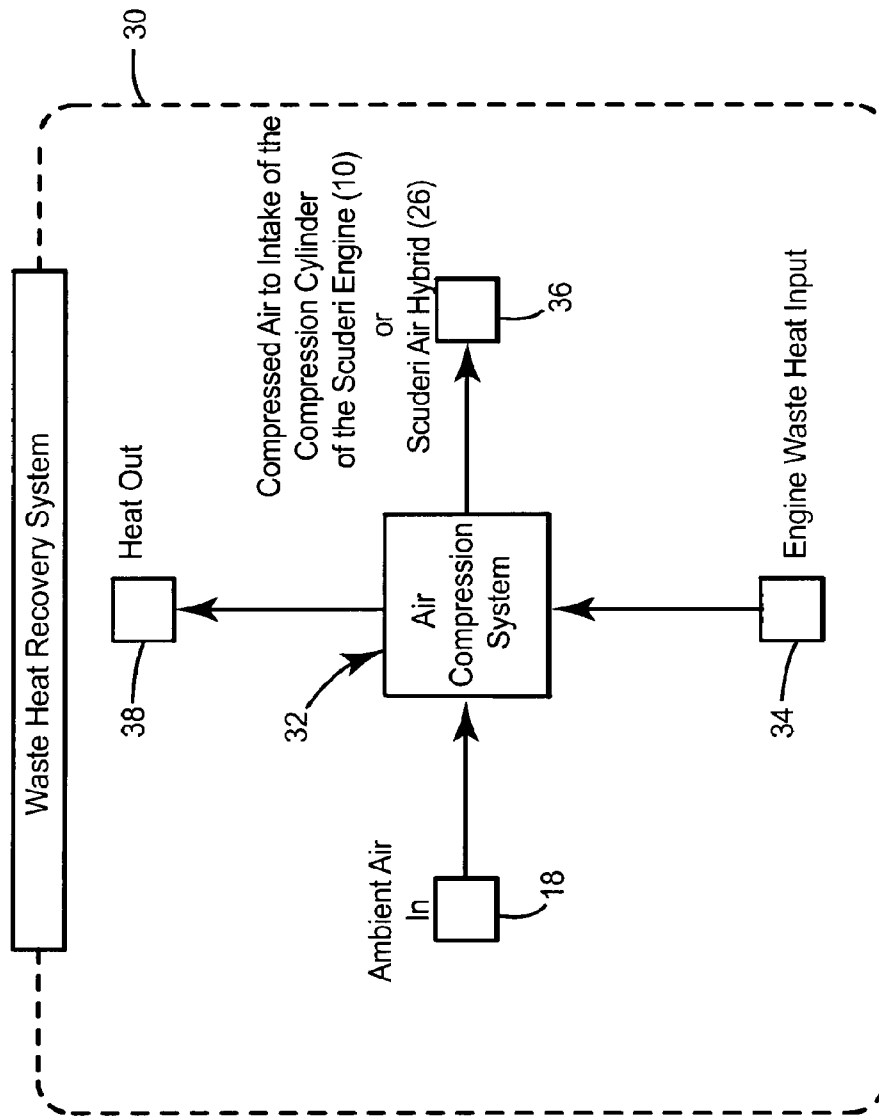 Waste Heat Recovery System
30
38
Heat Out
Compressed Air to Intake of the
Compression Cylinder
of the Scuderi Engine (10)
or
Scuderi Air Hybrid (26)
36
32
Air
Compression
System
Ambient Air
In
18
34
Engine Waste Heat Input